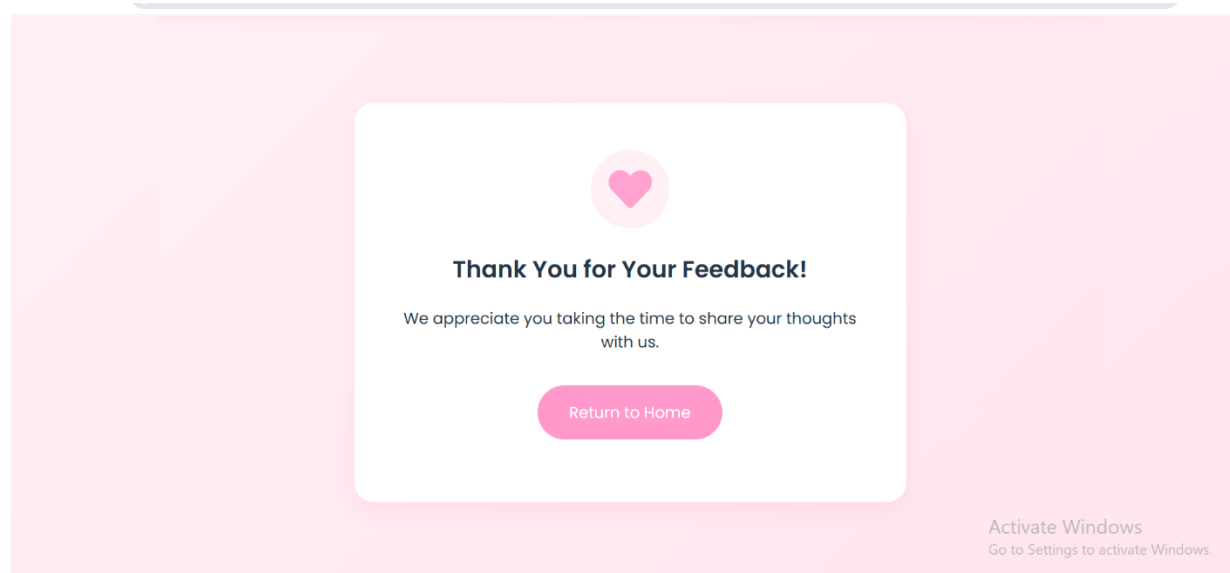 Thank You for Your Feedback!
We appreciate you taking the time to share your thoughts
with us.
Return to Home
Activate Windows
Go to Settings to activate Windows.